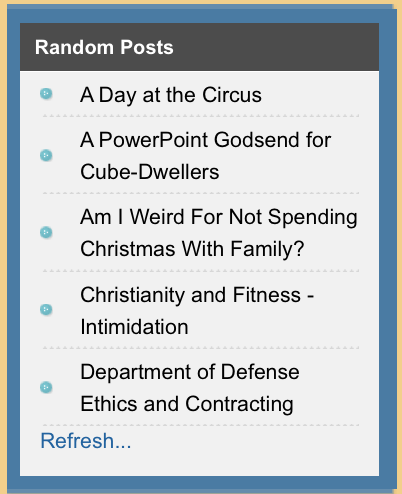 Random Posts
A Day at the Circus
A PowerPoint Godsend for
Cube-Dwellers
Am I Weird For Not Spending
Christmas With Family?
Christianity and Fitness -
Intimidation
Department of Defense
Ethics and Contracting
Refresh...